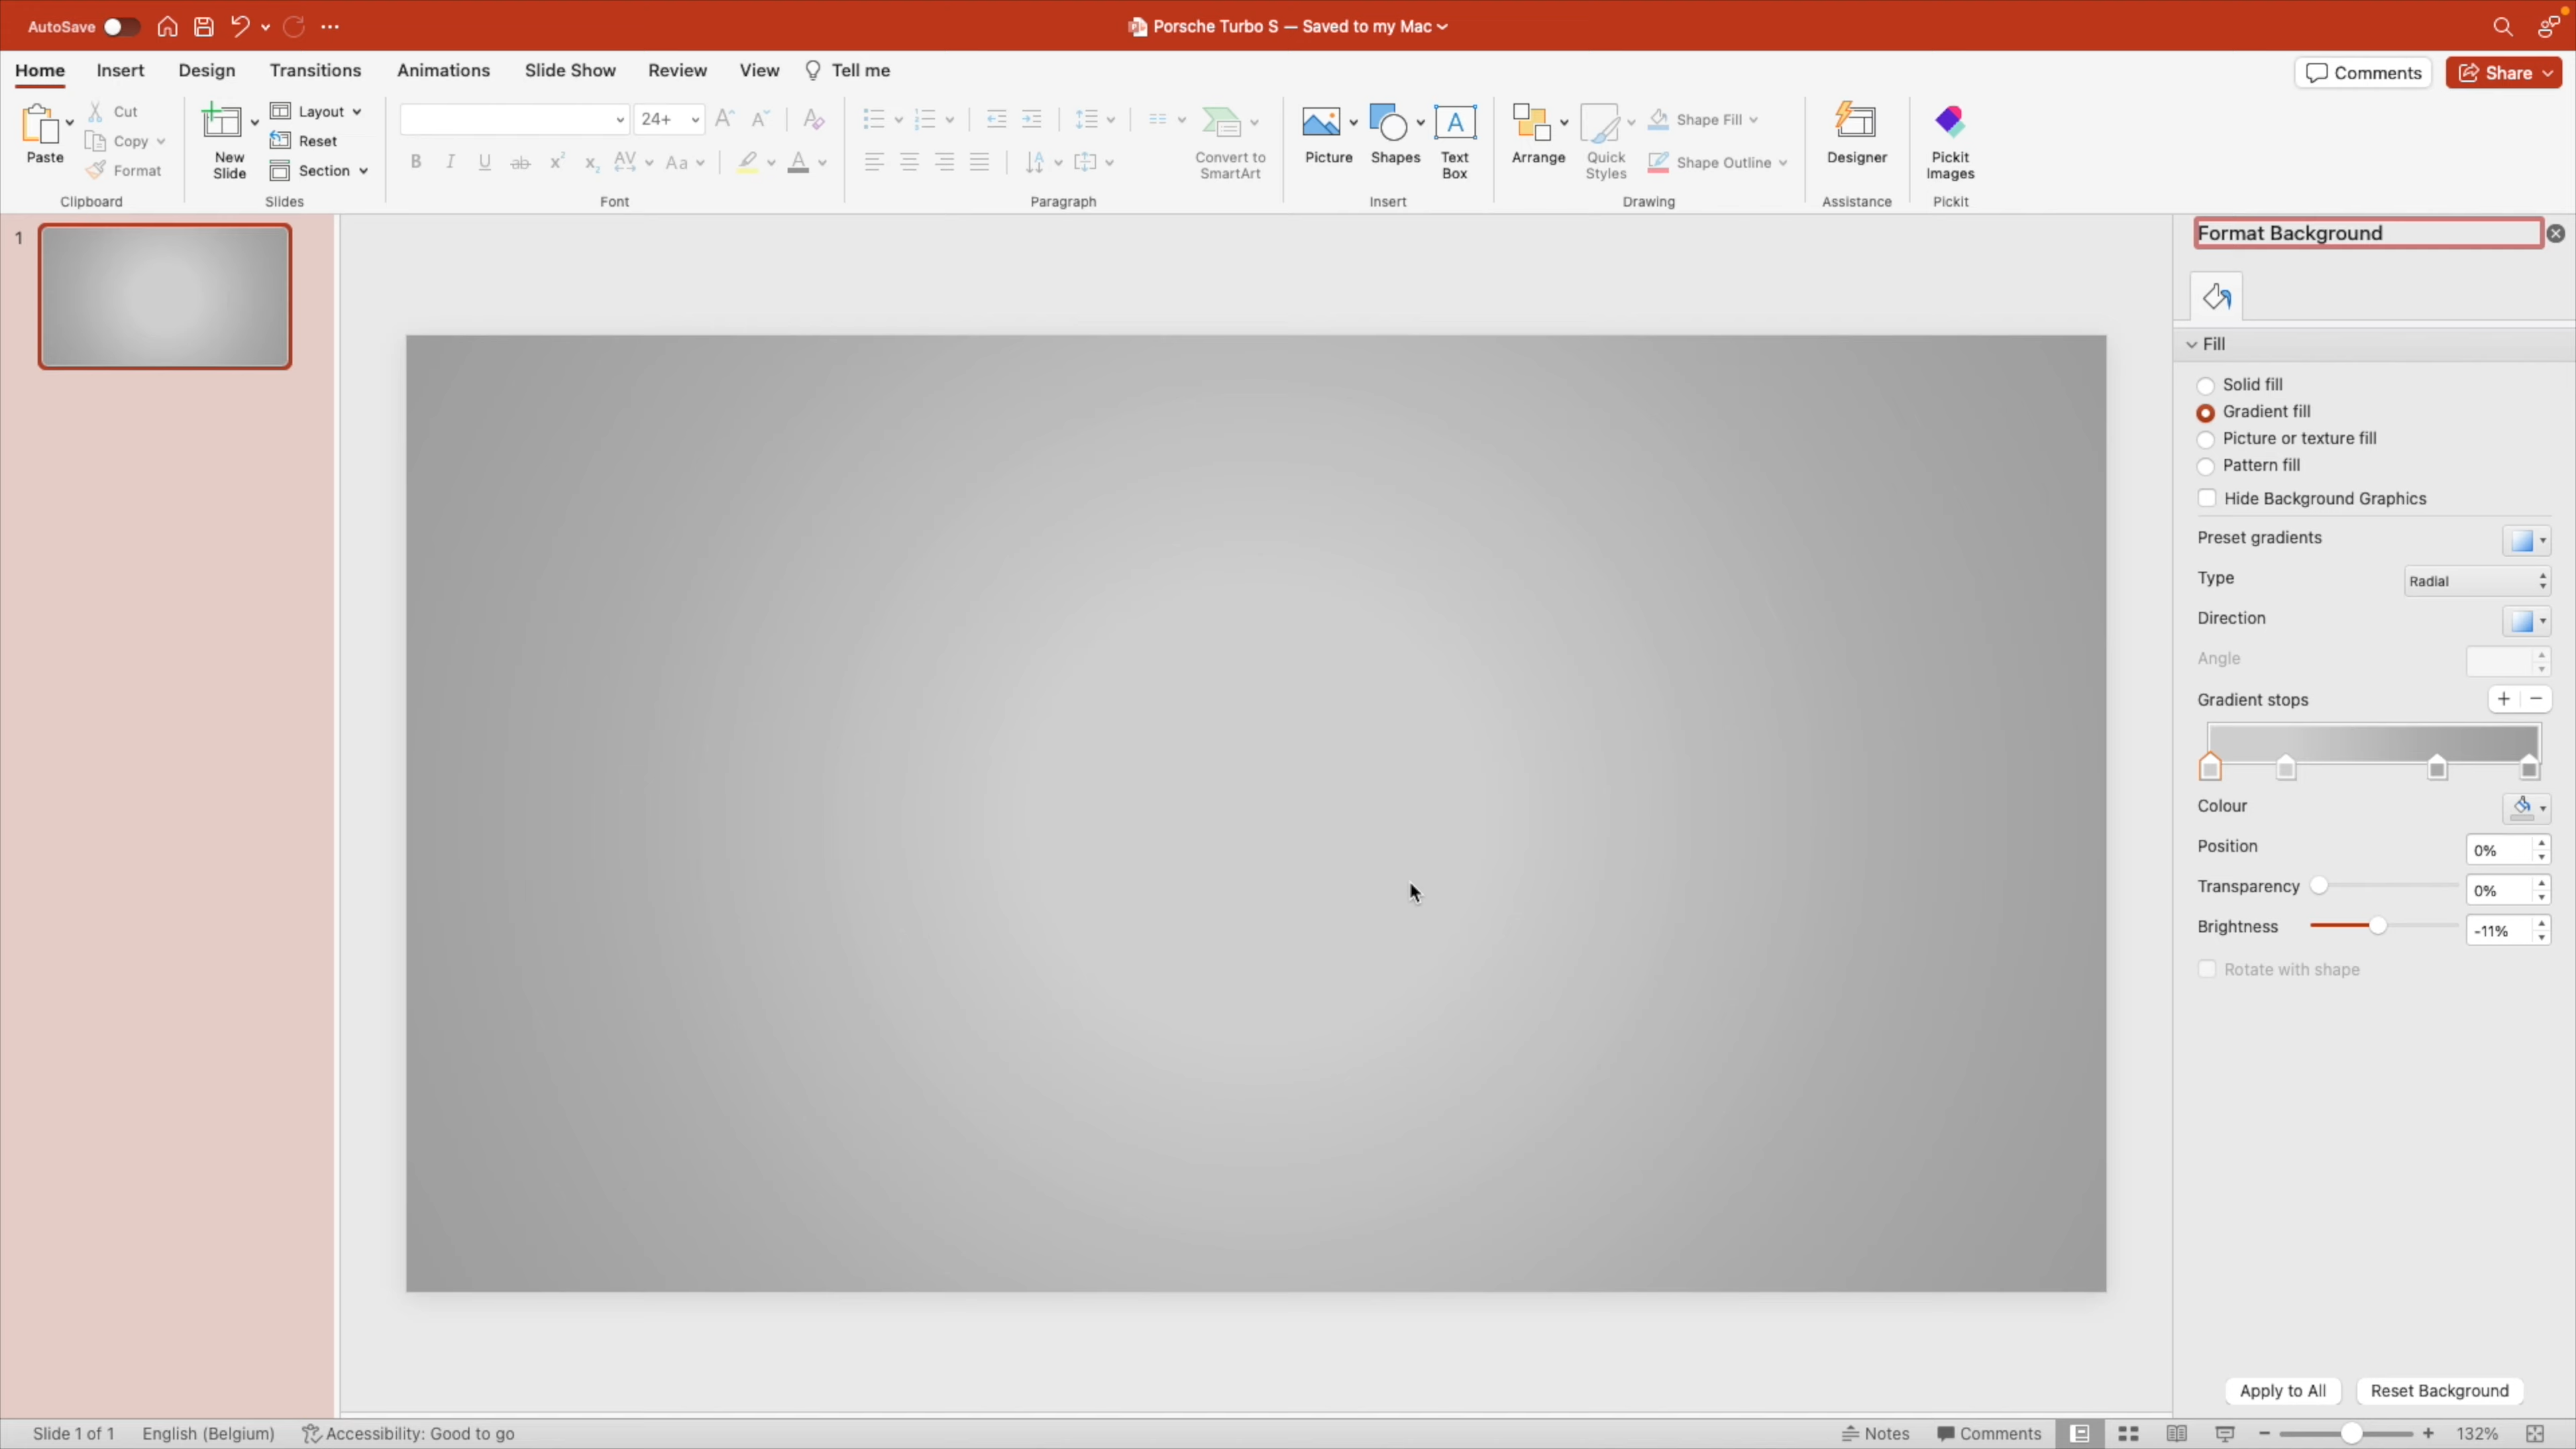 AutoSave
Porsche Turbo S — Saved to my Mac
Home Insert Design Transitions Animations Slide Show Review View Tell me
Comments Share
Paste
Cut
Copy
Format
Clipboard
New Slide
Layout
Reset
Section
Slides
24+
B I U ab x² x₂ AV Aa A
Font
Convert to SmartArt
Paragraph
Picture
Shapes
Text Box
Insert
Arrange
Quick Styles
Shape Fill
Shape Outline
Drawing
Designer
Assistance
Pickit Images
Pickit
1
Format Background
Fill
Solid fill
Gradient fill
Picture or texture fill
Pattern fill
Hide Background Graphics
Preset gradients
Type Radial
Direction
Angle
Gradient stops
Colour
Position 0%
Transparency 0%
Brightness -11%
Rotate with shape
Apply to All Reset Background
Slide 1 of 1 English (Belgium) Accessibility: Good to go
Notes Comments 132%